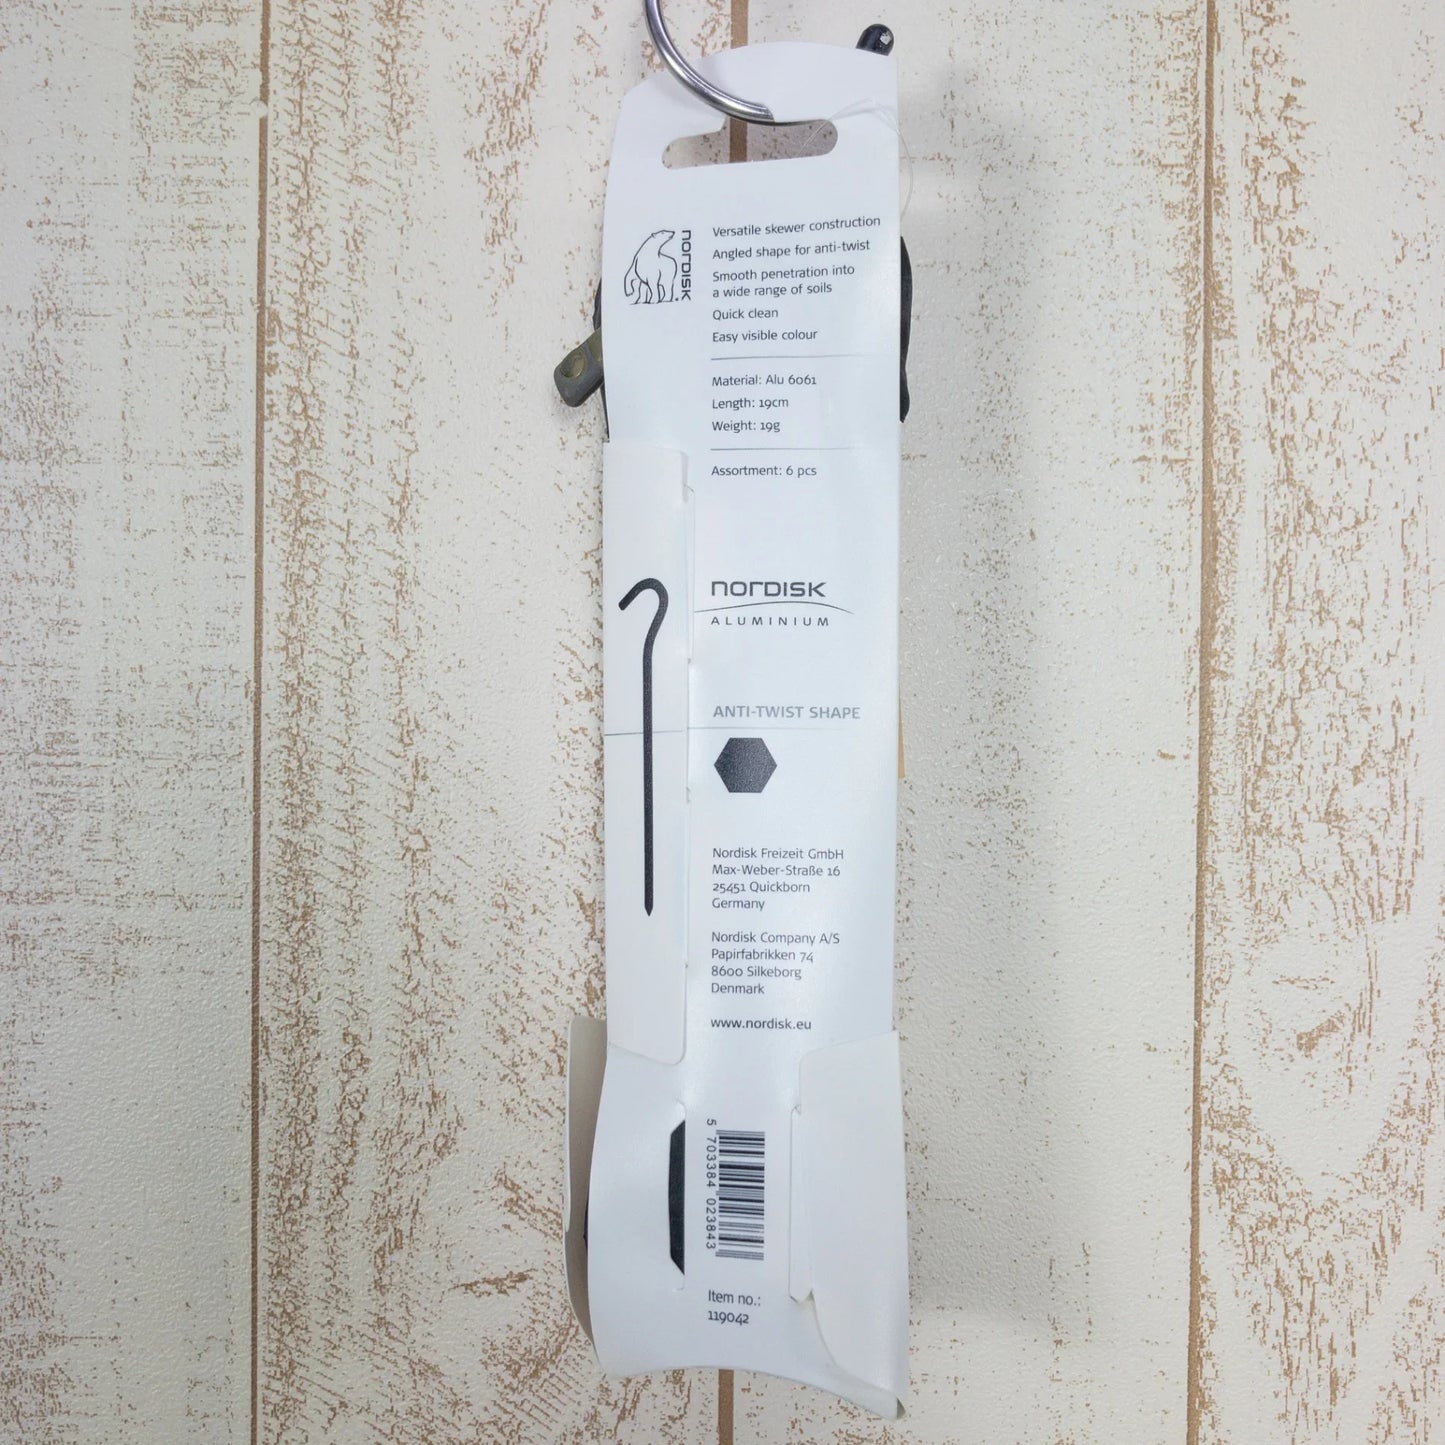 NORDISK
Versatile skewer construction
Angled shape for anti-twist
Smooth penetration into
a wide range of soils
Quick clean
Easy visible colour
Material: Alu 6061
Length: 19cm
Weight: 19g
Assortment: 6 pcs
NORDISK
ALUMINIUM
ANTI-TWIST SHAPE
Nordisk Freizeit GmbH
Max-Weber-Straße 16
25451 Quickborn
Germany
Nordisk Company A/S
Papirfabrikken 74
8600 Silkeborg
Denmark
www.nordisk.eu
5 703384 023843
Item no.:
119042